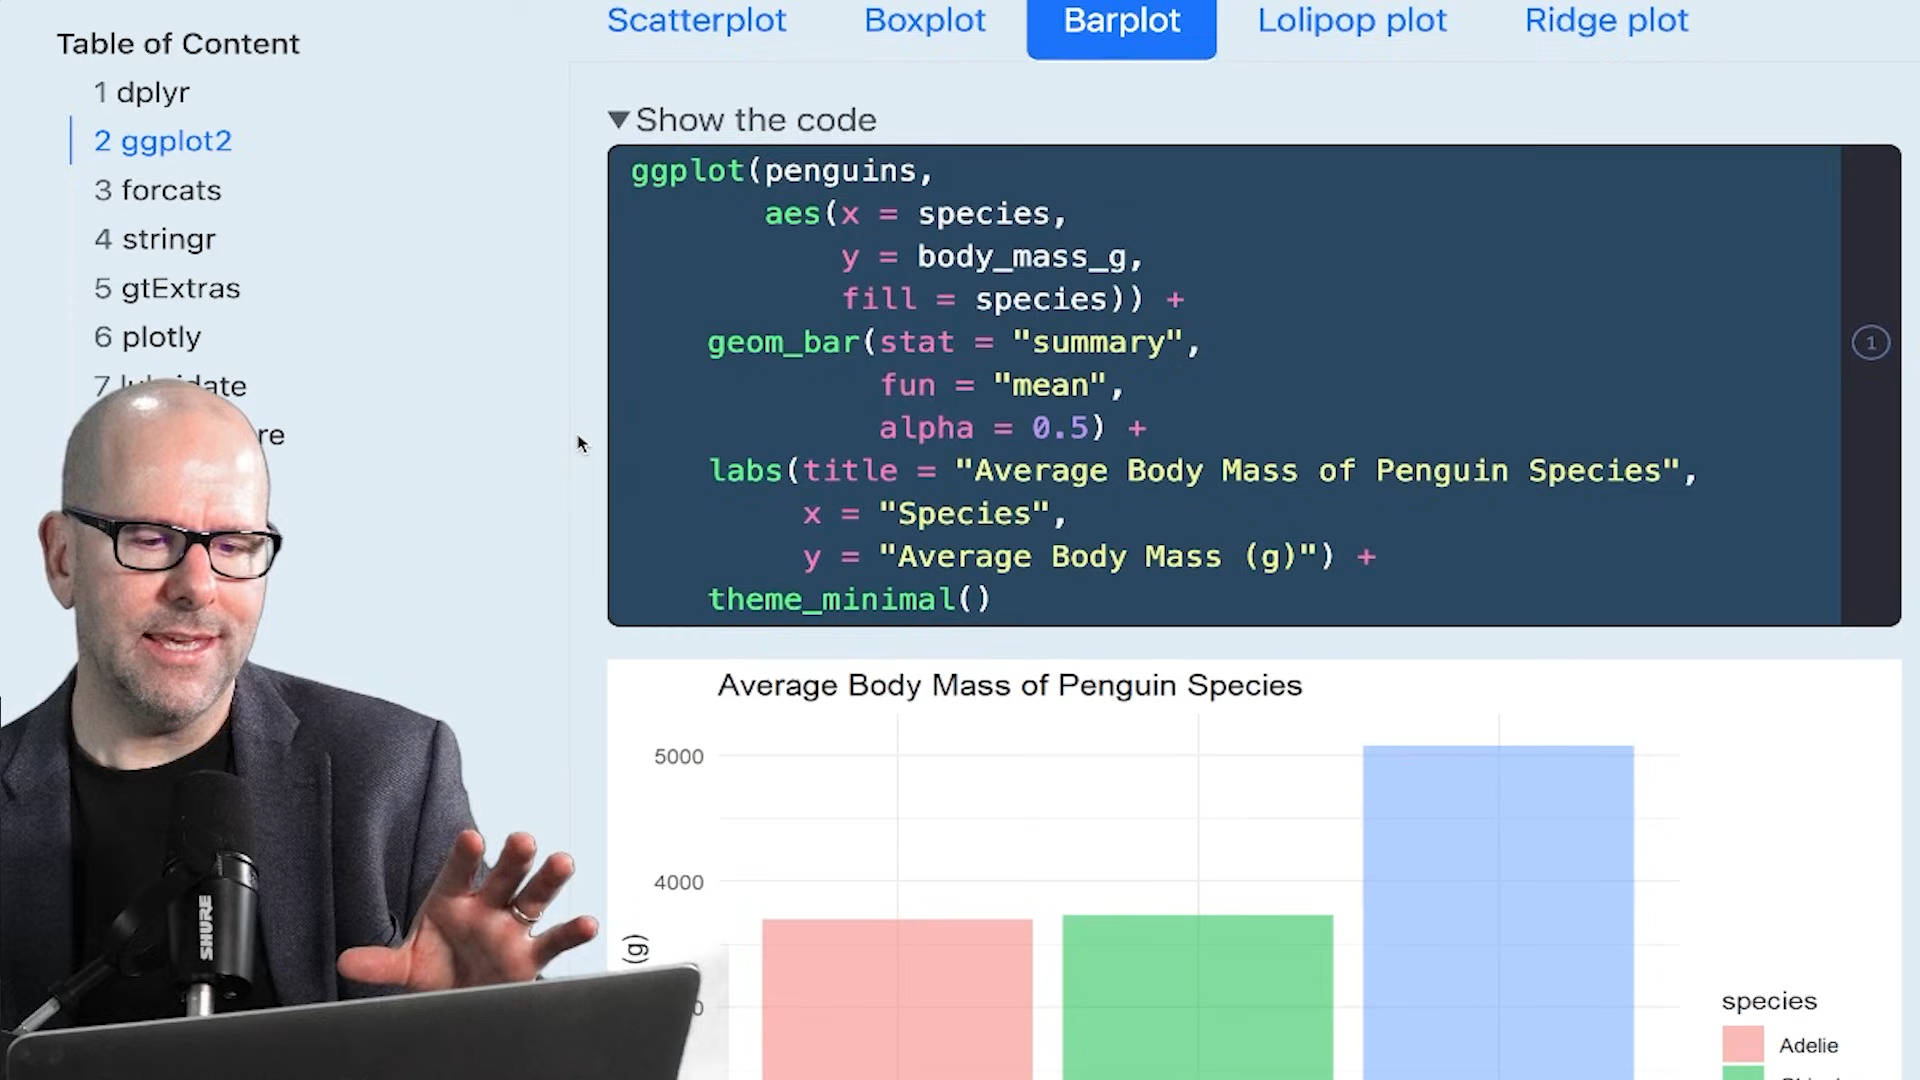 Table of Content
1 dplyr
2 ggplot2
3 forcats
4 stringr
5 gtExtras
6 plotly
7
Scatterplot
Boxplot
Barplot
Lolipop plot
Ridge plot
▼Show the code
ggplot(penguins,
aes(x = species,
y = body_mass_g,
fill = species)) +
geom_bar(stat = "summary",
fun = "mean",
alpha = 0.5) +
labs(title = "Average Body Mass of Penguin Species",
x = "Species",
y = "Average Body Mass (g)") +
theme_minimal()
1
Average Body Mass of Penguin Species
5000
4000
(g)
species
Adelie
SHURE